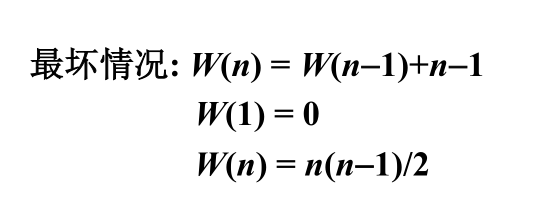 最坏情况: W(n) = W(n–1)+n–1
W(1) = 0
W(n) = n(n–1)/2